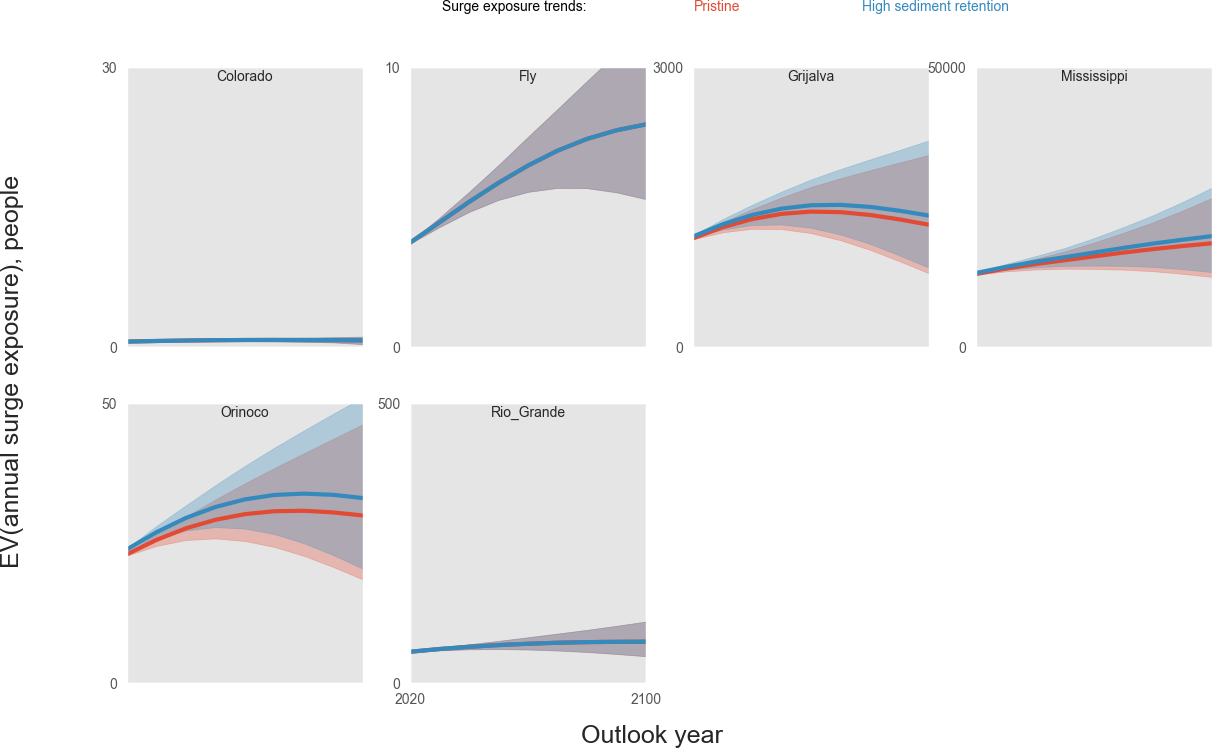 Surge exposure trends: Pristine High sediment retention
30 Colorado 0
10 Fly 0
3000 Grijalva 0
50000 Mississippi 0
EV(annual surge exposure), people
50 Orinoco 0
500 Rio_Grande 0
2020 2100
Outlook year